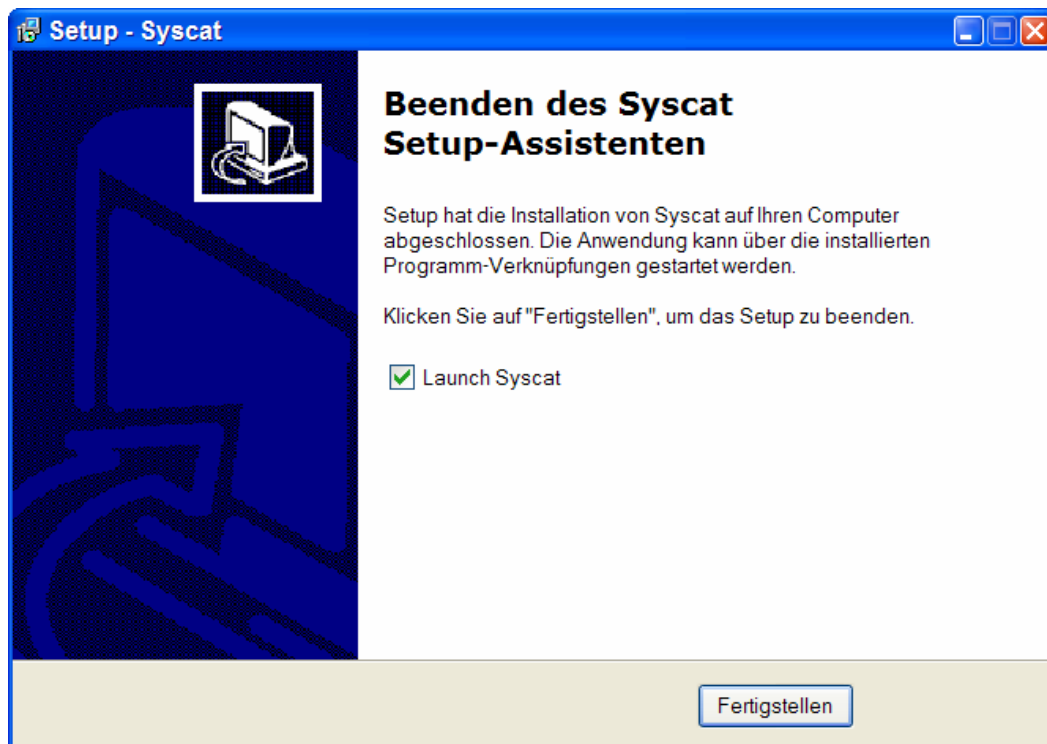 Setup - Syscat
Beenden des Syscat
Setup-Assistenten
Setup hat die Installation von Syscat auf Ihren Computer
abgeschlossen. Die Anwendung kann über die installierten
Programm-Verknüpfungen gestartet werden.
Klicken Sie auf "Fertigstellen", um das Setup zu beenden.
Launch Syscat
Fertigstellen